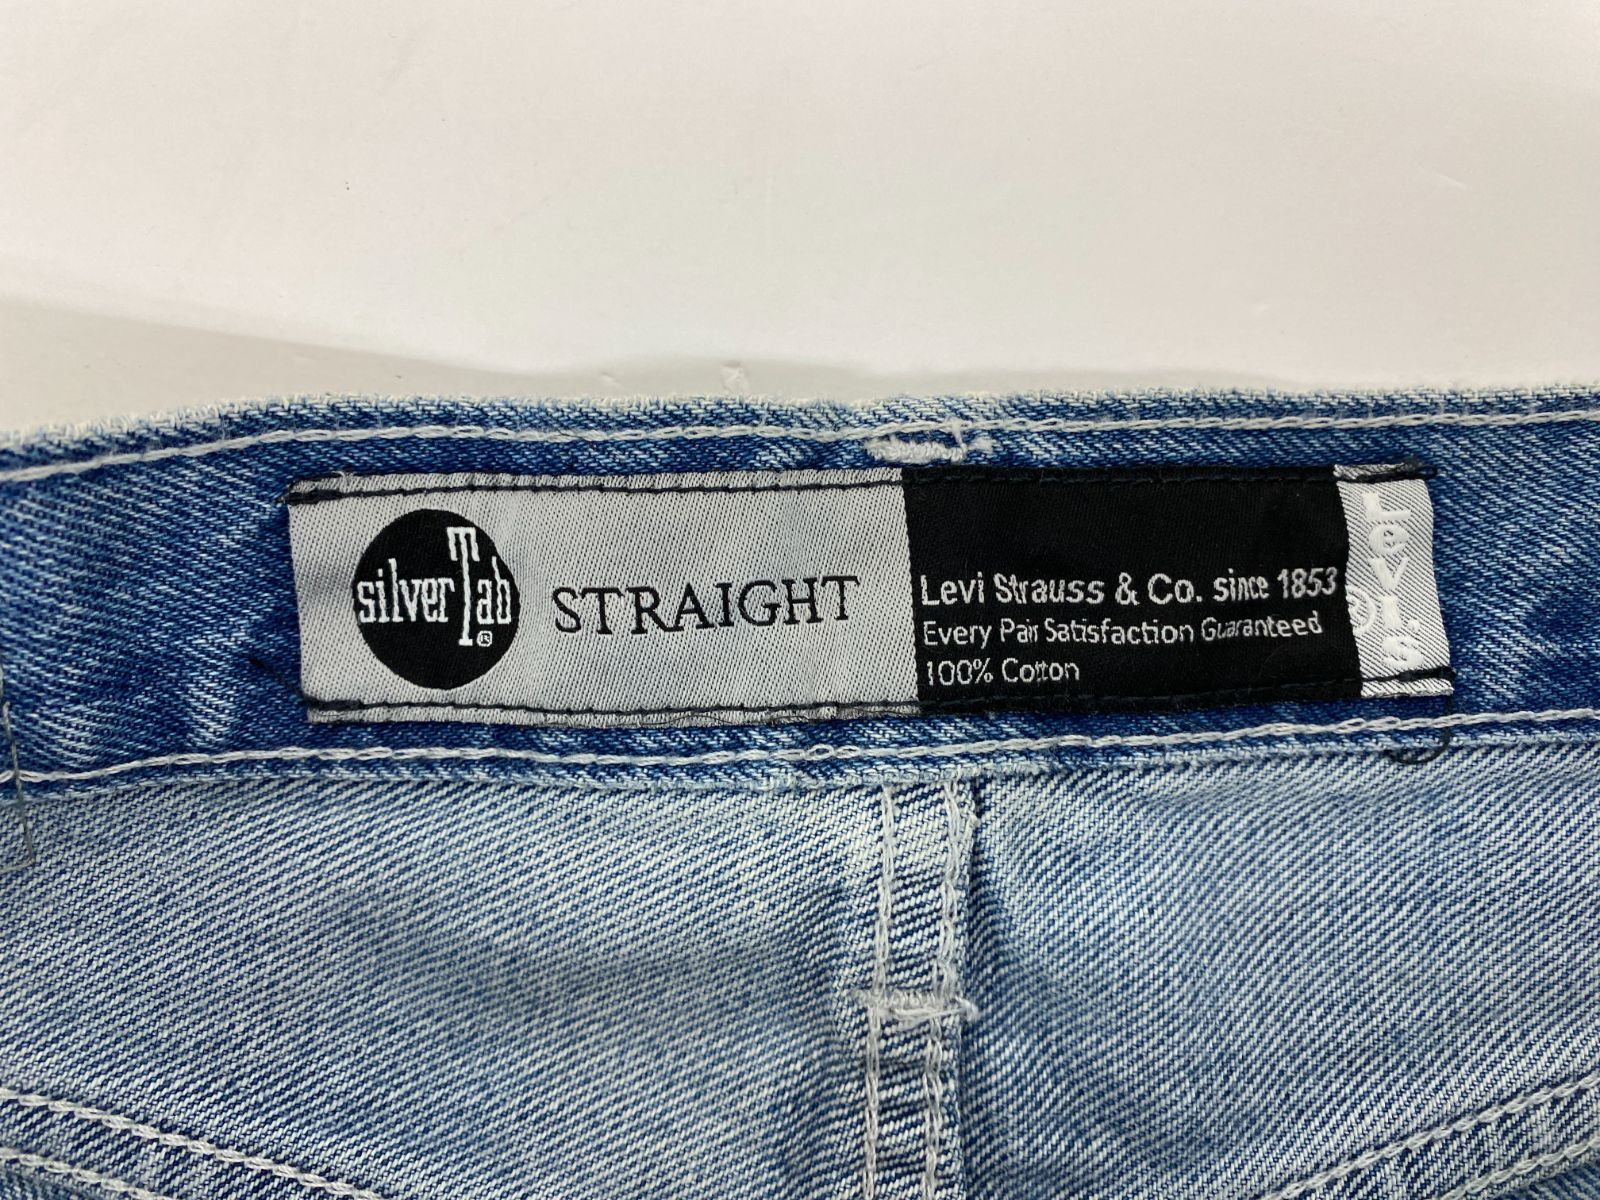 silverTab®
STRAIGHT
Levi Strauss & Co. since 1853
Every Pair Satisfaction Guaranteed
100% Cotton
Levi's®